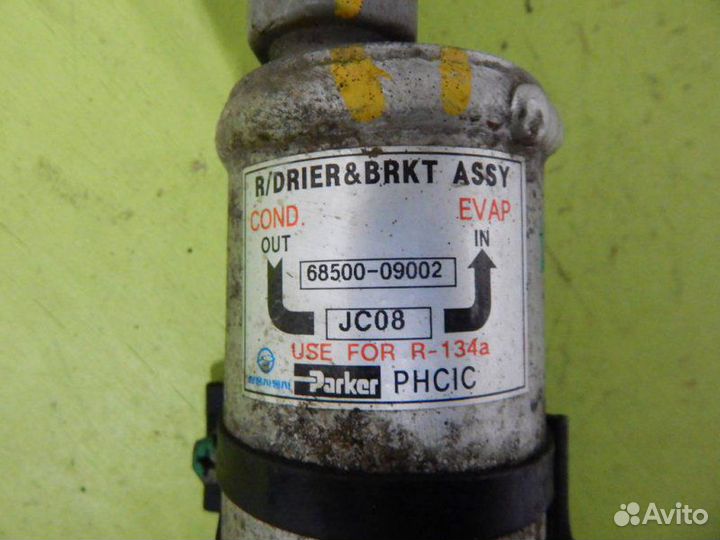 R/DRIER&BRKT ASSY
COND. EVAP
OUT IN
68500-09002
JC08
USE FOR R-134a
Parker PHCIC
Avito